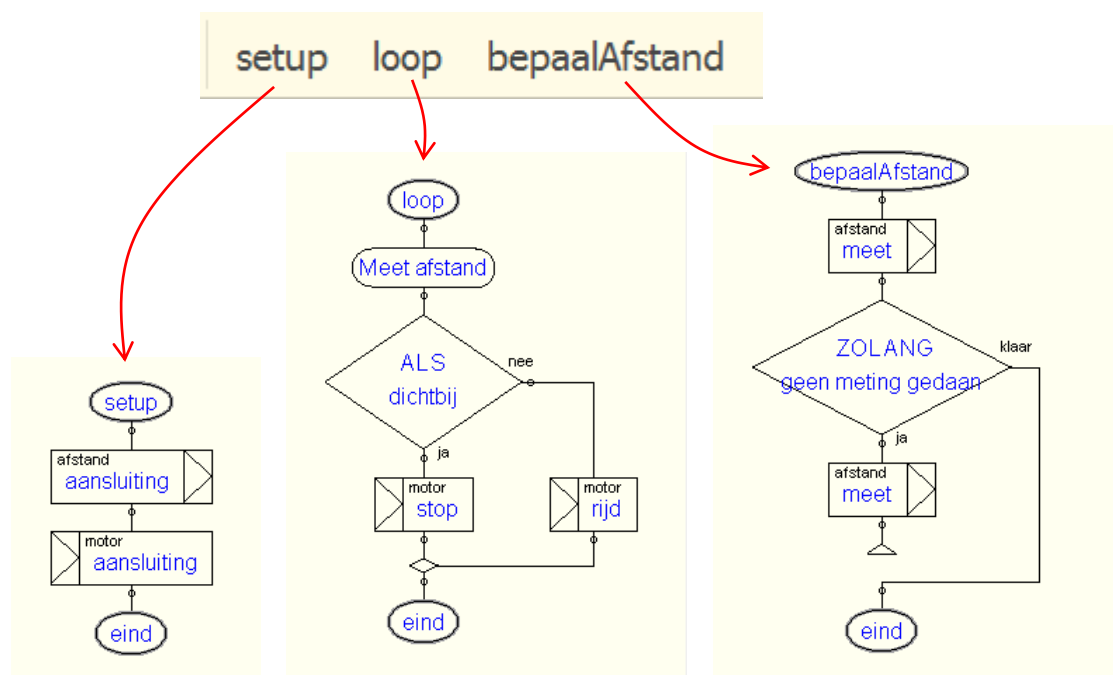 setup loop bepaalAfstand
setup
afstand
aansluiting
motor
aansluiting
eind
loop
Meet afstand
ALS
dichtbij
nee
ja
motor
stop
motor
rijd
eind
bepaalAfstand
afstand
meet
ZOLANG
geen meting gedaan
klaar
ja
afstand
meet
eind